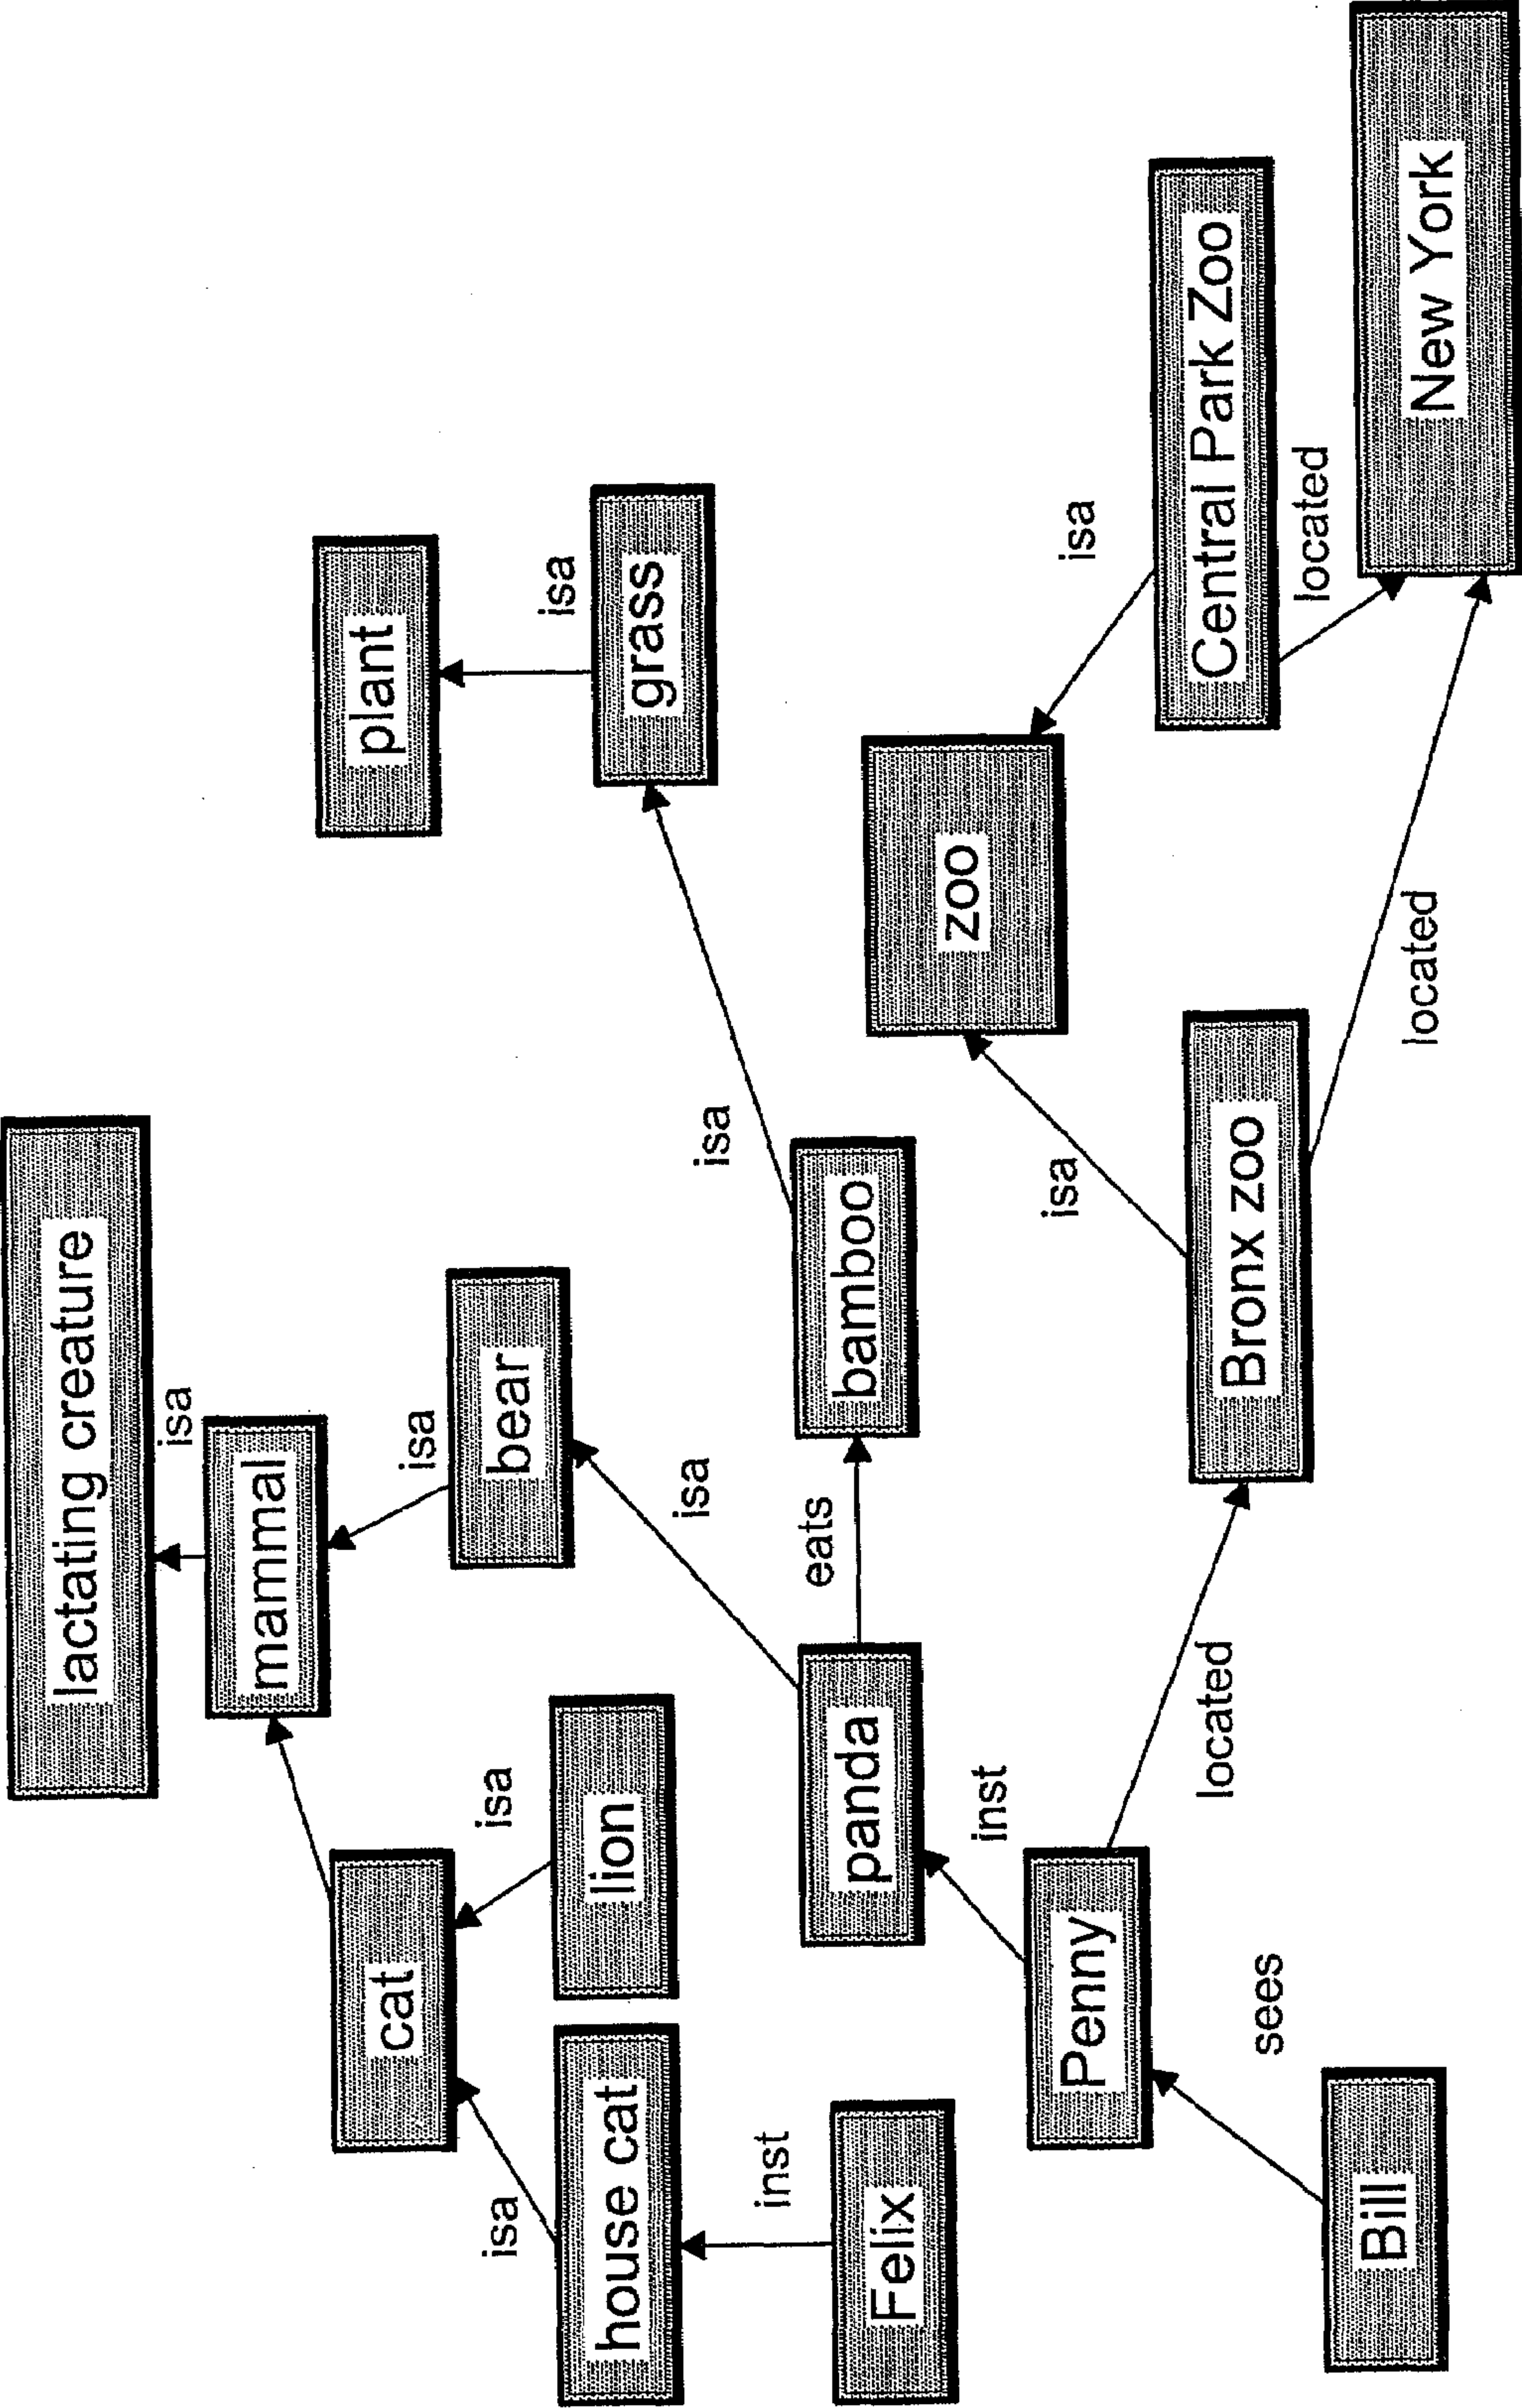 lactating creature
isa
mammal
cat
isa
bear
plant
isa
isa
house cat
lion
isa
isa
grass
inst
eats
isa
Felix
panda
bamboo
zoo
inst
isa
isa
Penny
located
Bronx zoo
Central Park Zoo
sees
located
located
Bill
New York